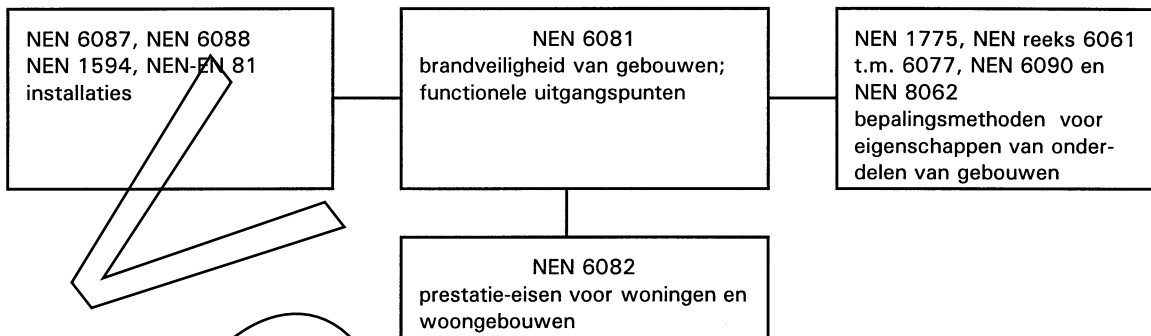 NEN 6087, NEN 6088
NEN 1594, NEN-EN 81
installaties
NEN 6081
brandveiligheid van gebouwen;
functionele uitgangspunten
NEN 1775, NEN reeks 6061
t.m. 6077, NEN 6090 en
NEN 8062
bepalingsmethoden voor
eigenschappen van onder-
delen van gebouwen
NEN 6082
prestatie-eisen voor woningen en
woongebouwen